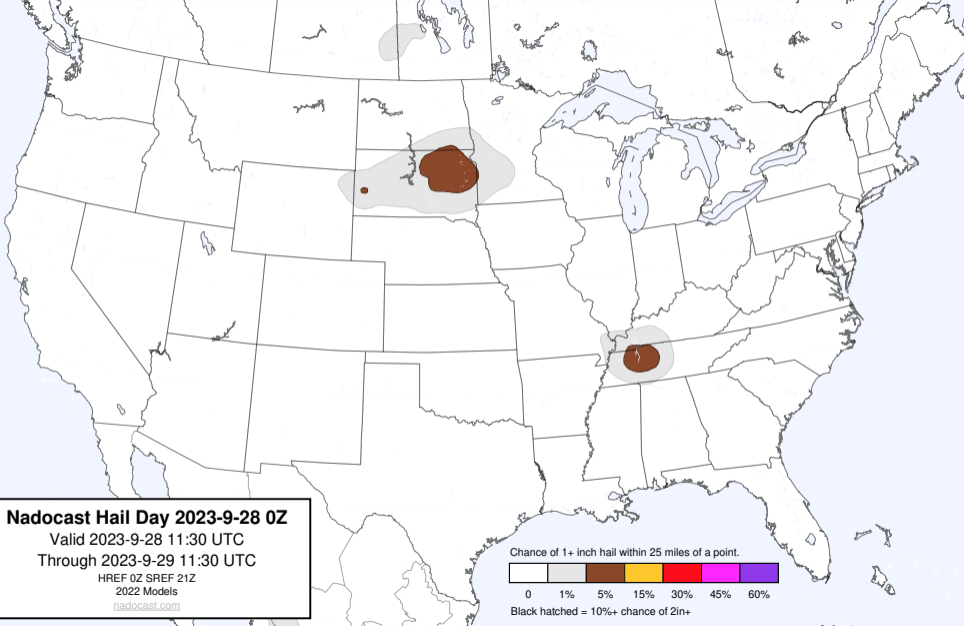 Nadocast Hail Day 2023-9-28 0Z
Valid 2023-9-28 11:30 UTC
Through 2023-9-29 11:30 UTC
HREF 0Z SREF 21Z
2022 Models
nadocast.com
Chance of 1+ inch hail within 25 miles of a point.
0 1% 5% 15% 30% 45% 60%
Black hatched = 10%+ chance of 2in+